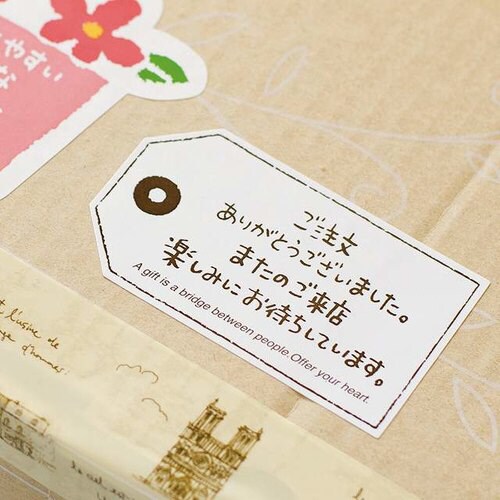 やすい
な
ご注文
ありがとうございました。
またのご来店
楽しみにお待ちしています。
A gift is a bridge between people. Offer your heart.